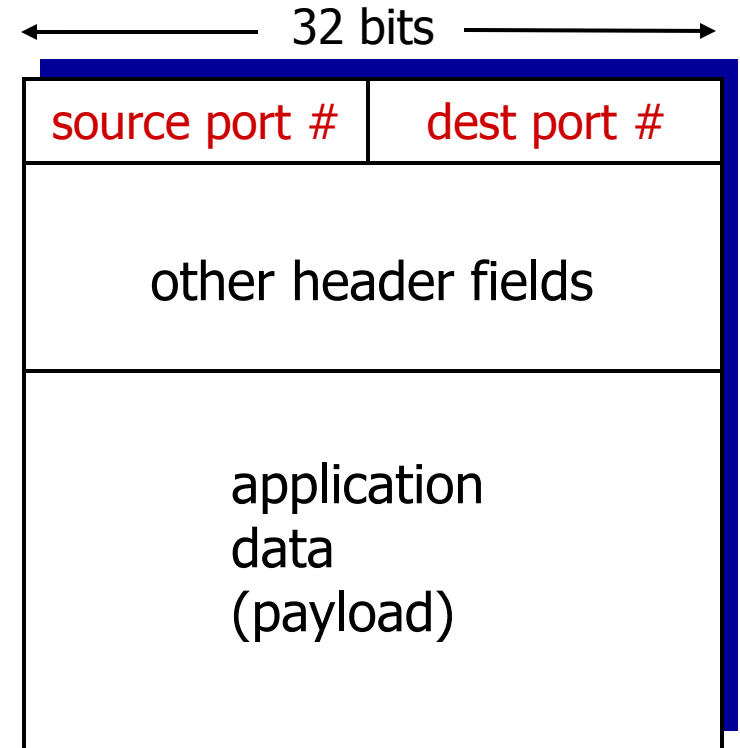 32 bits
source port # dest port #
other header fields
application
data
(payload)